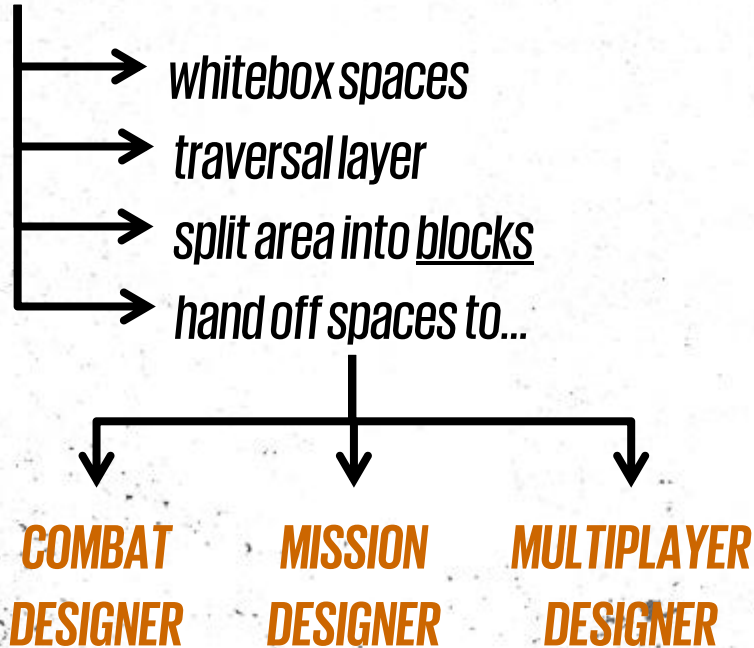 whitebox spaces
traversal layer
split area into blocks
hand off spaces to...
COMBAT DESIGNER
MISSION DESIGNER
MULTIPLAYER DESIGNER